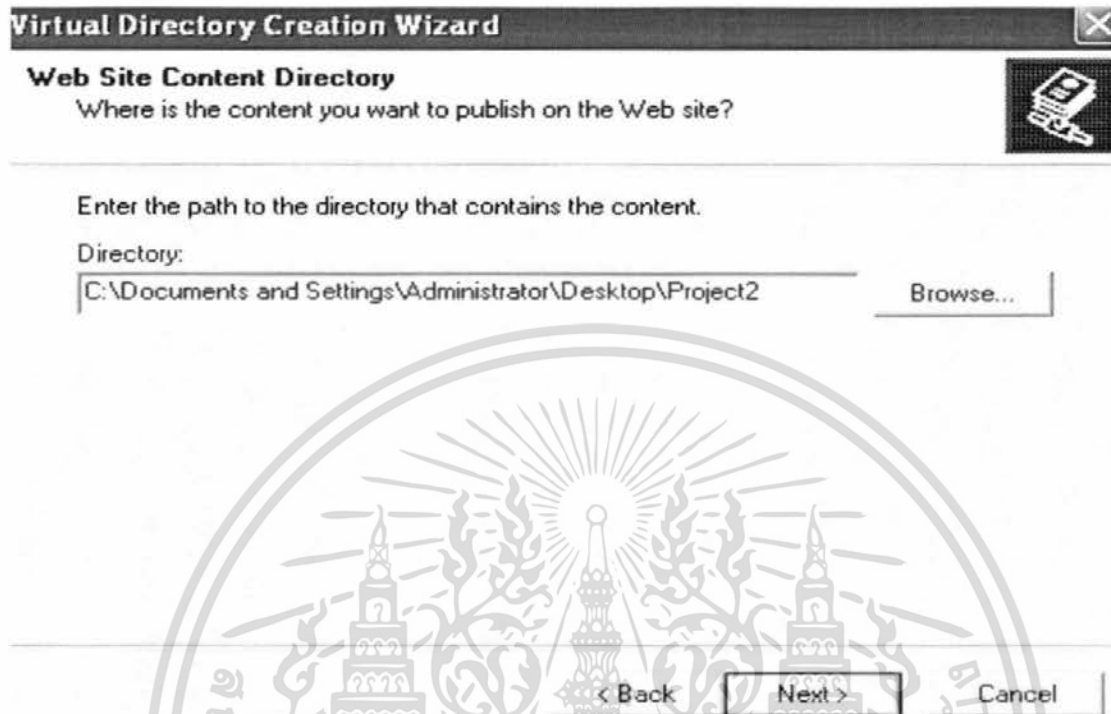 Virtual Directory Creation Wizard
Web Site Content Directory
Where is the content you want to publish on the Web site?
Enter the path to the directory that contains the content.
Directory:
C:\Documents and Settings\Administrator\Desktop\Project2
Browse...
< Back
Next >
Cancel